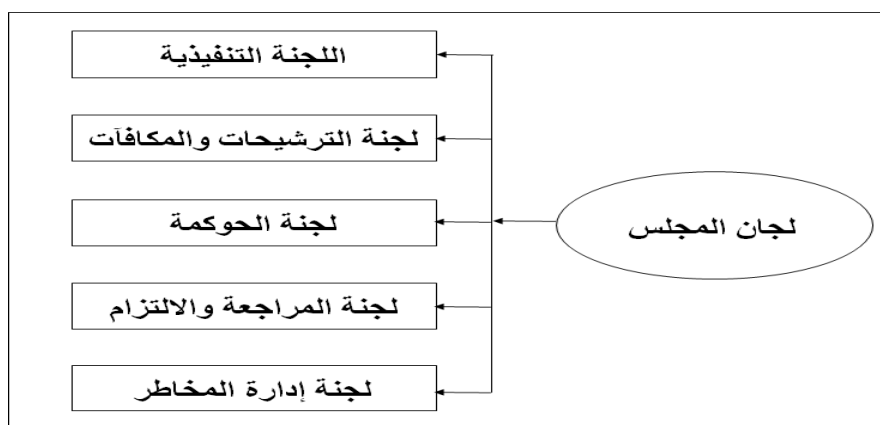 لجان المجلس
اللجنة التنفيذية
لجنة الترشيحات والمكافآت
لجنة الحوكمة
لجنة المراجعة والالتزام
لجنة إدارة المخاطر